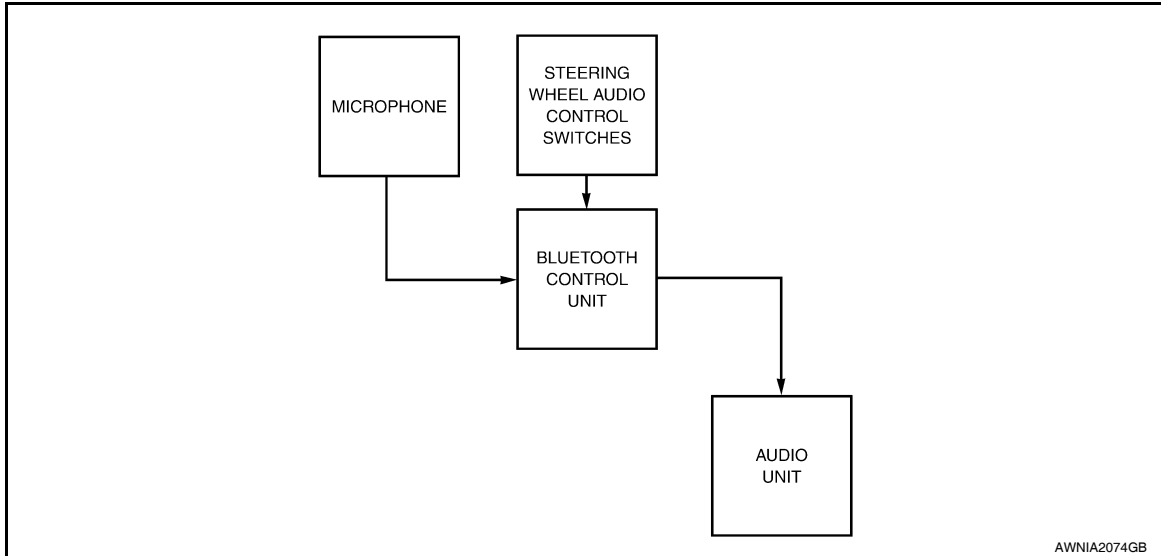 MICROPHONE
STEERING
WHEEL AUDIO
CONTROL
SWITCHES
BLUETOOTH
CONTROL
UNIT
AUDIO
UNIT
AWNIA2074GB